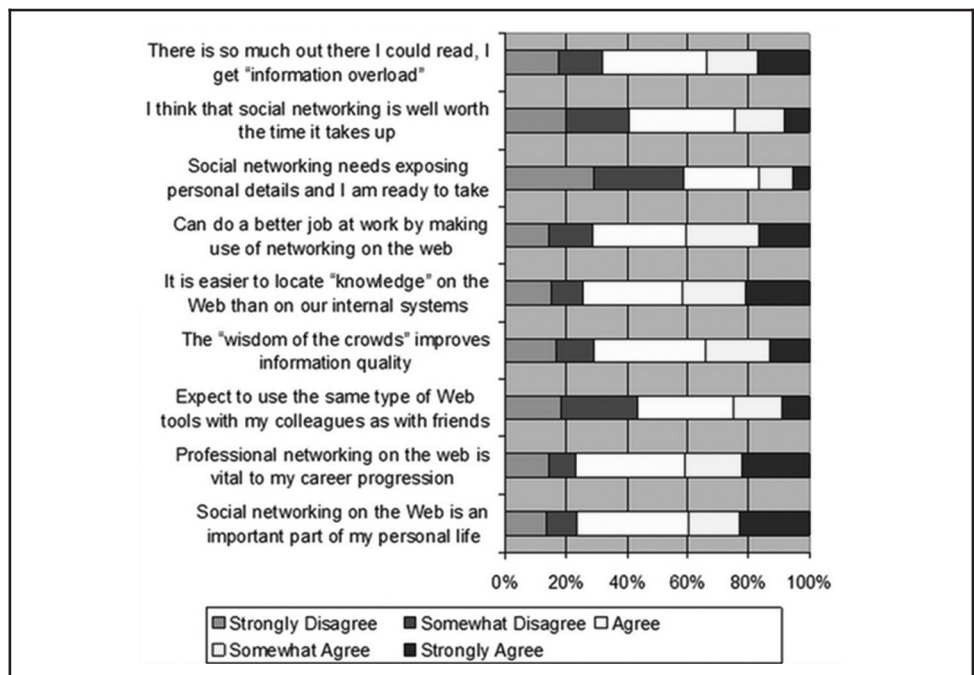 There is so much out there I could read, I
get “information overload”
I think that social networking is well worth
the time it takes up
Social networking needs exposing
personal details and I am ready to take
Can do a better job at work by making
use of networking on the web
It is easier to locate “knowledge” on the
Web than on our internal systems
The “wisdom of the crowds” improves
information quality
Expect to use the same type of Web
tools with my colleagues as with friends
Professional networking on the web is
vital to my career progression
Social networking on the Web is an
important part of my personal life
0% 20% 40% 60% 80% 100%
Strongly Disagree Somewhat Disagree Agree
Somewhat Agree Strongly Agree